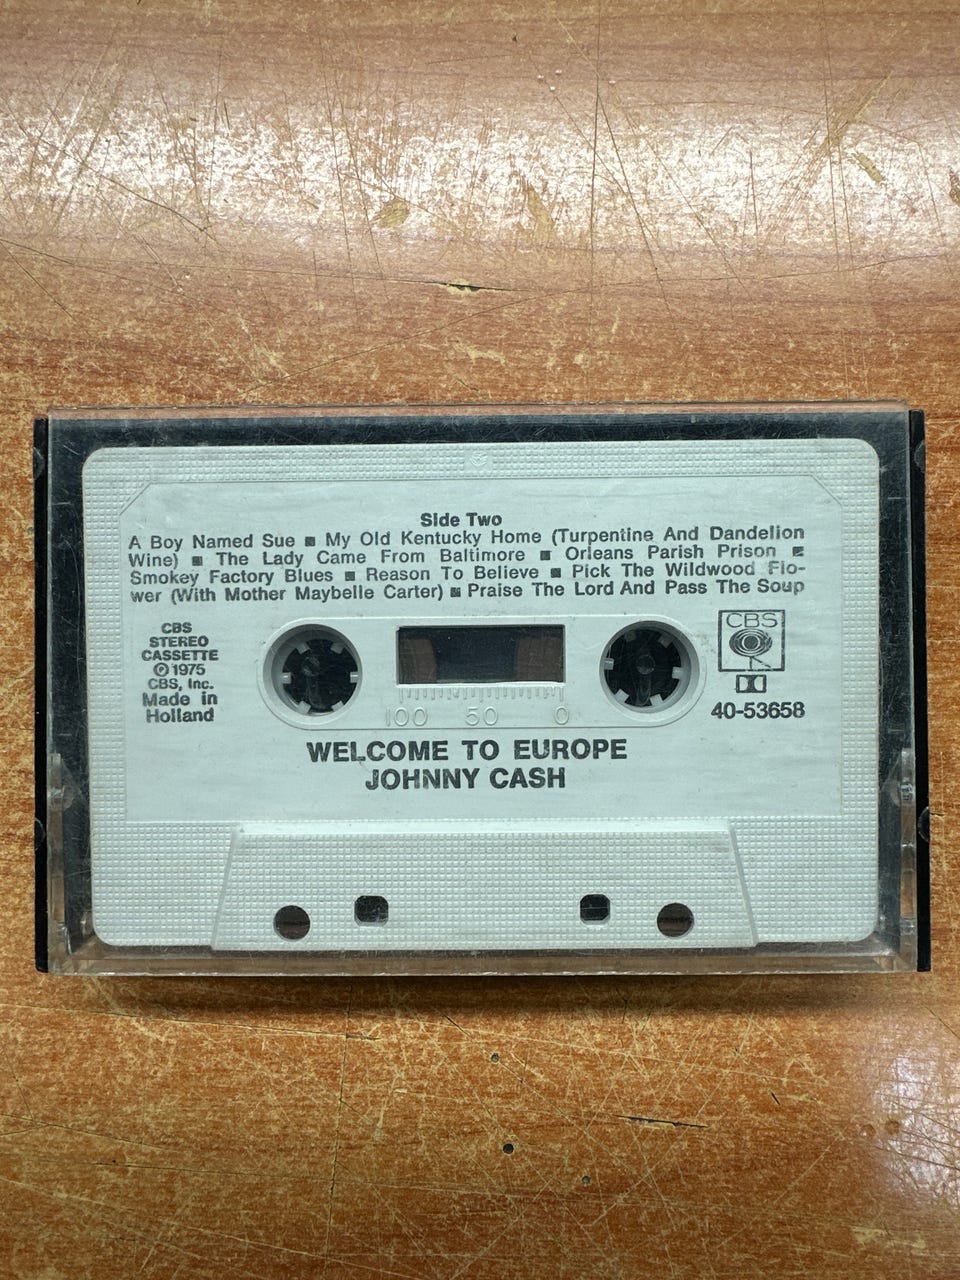 Side Two
A Boy Named Sue ■ My Old Kentucky Home (Turpentine And Dandelion
Wine) ■ The Lady Came From Baltimore ■ Orleans Parish Prison ■
Smokey Factory Blues ■ Reason To Believe ■ Pick The Wildwood Flo-
wer (With Mother Maybelle Carter) ■ Praise The Lord And Pass The Soup
CBS
STEREO
CASSETTE
© 1975
CBS, Inc.
Made in
Holland
100 50 0
CBS
40-53658
WELCOME TO EUROPE
JOHNNY CASH